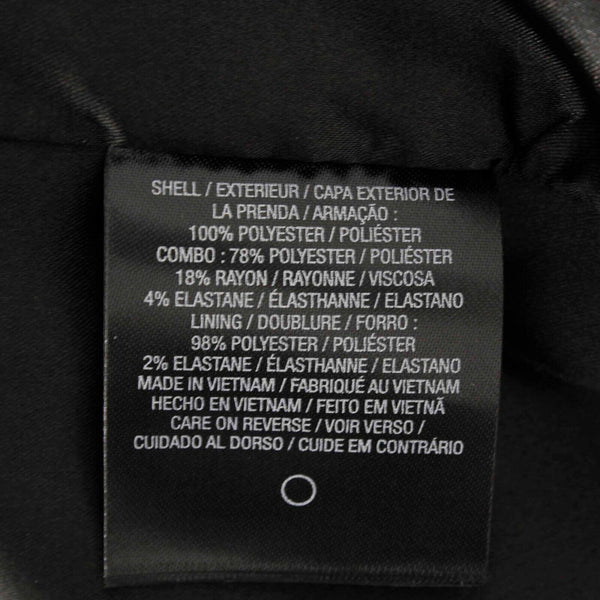 SHELL / EXTERIEUR / CAPA EXTERIOR DE
LA PRENDA / ARMAÇÃO :
100% POLYESTER / POLIÉSTER
COMBO : 78% POLYESTER / POLIÉSTER
18% RAYON / RAYONNE / VISCOSA
4% ELASTANE / ÉLASTHANNE / ELASTANO
LINING / DOUBLURE / FORRO :
98% POLYESTER / POLIÉSTER
2% ELASTANE / ÉLASTHANNE / ELASTANO
MADE IN VIETNAM / FABRIQUÉ AU VIETNAM
HECHO EN VIETNAM / FEITO EM VIETNÃ
CARE ON REVERSE / VOIR VERSO /
CUIDADO AL DORSO / CUIDE EM CONTRÁRIO